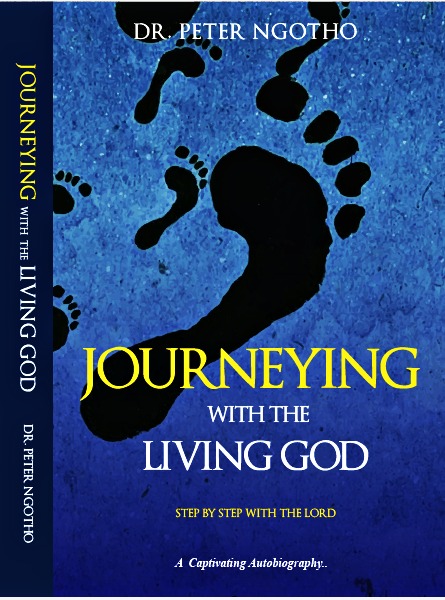 DR. PETER NGOTHO
JOURNEYING
WITH THE
LIVING GOD
STEP BY STEP WITH THE LORD
A Captivating Autobiography..
JOURNEYING WITH THE LIVING GOD DR. PETER NGOTHO